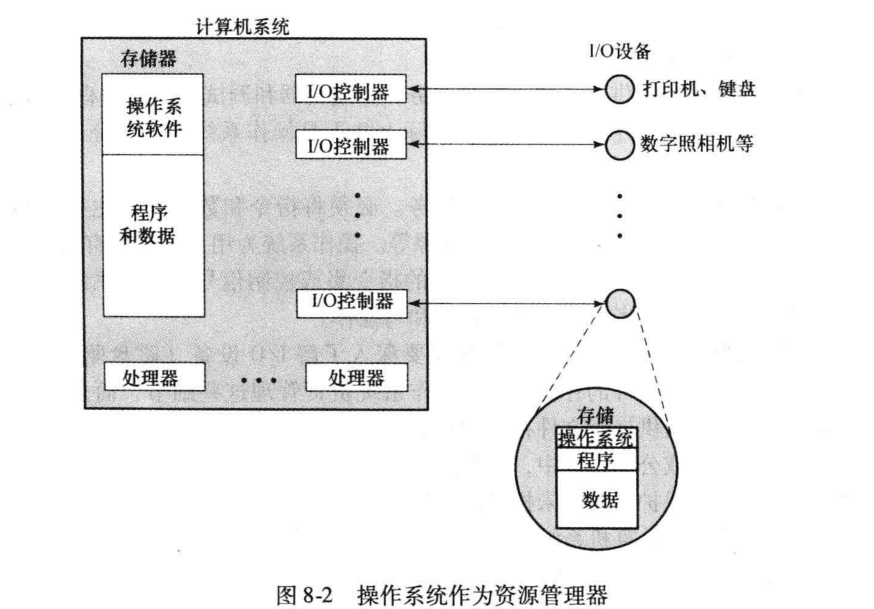 计算机系统
I/O设备
存储器
操作系
统软件
程序
和数据
I/O控制器
打印机、键盘
I/O控制器
数字照相机等
I/O控制器
处理器
处理器
存储
操作系统
程序
数据
图 8-2 操作系统作为资源管理器